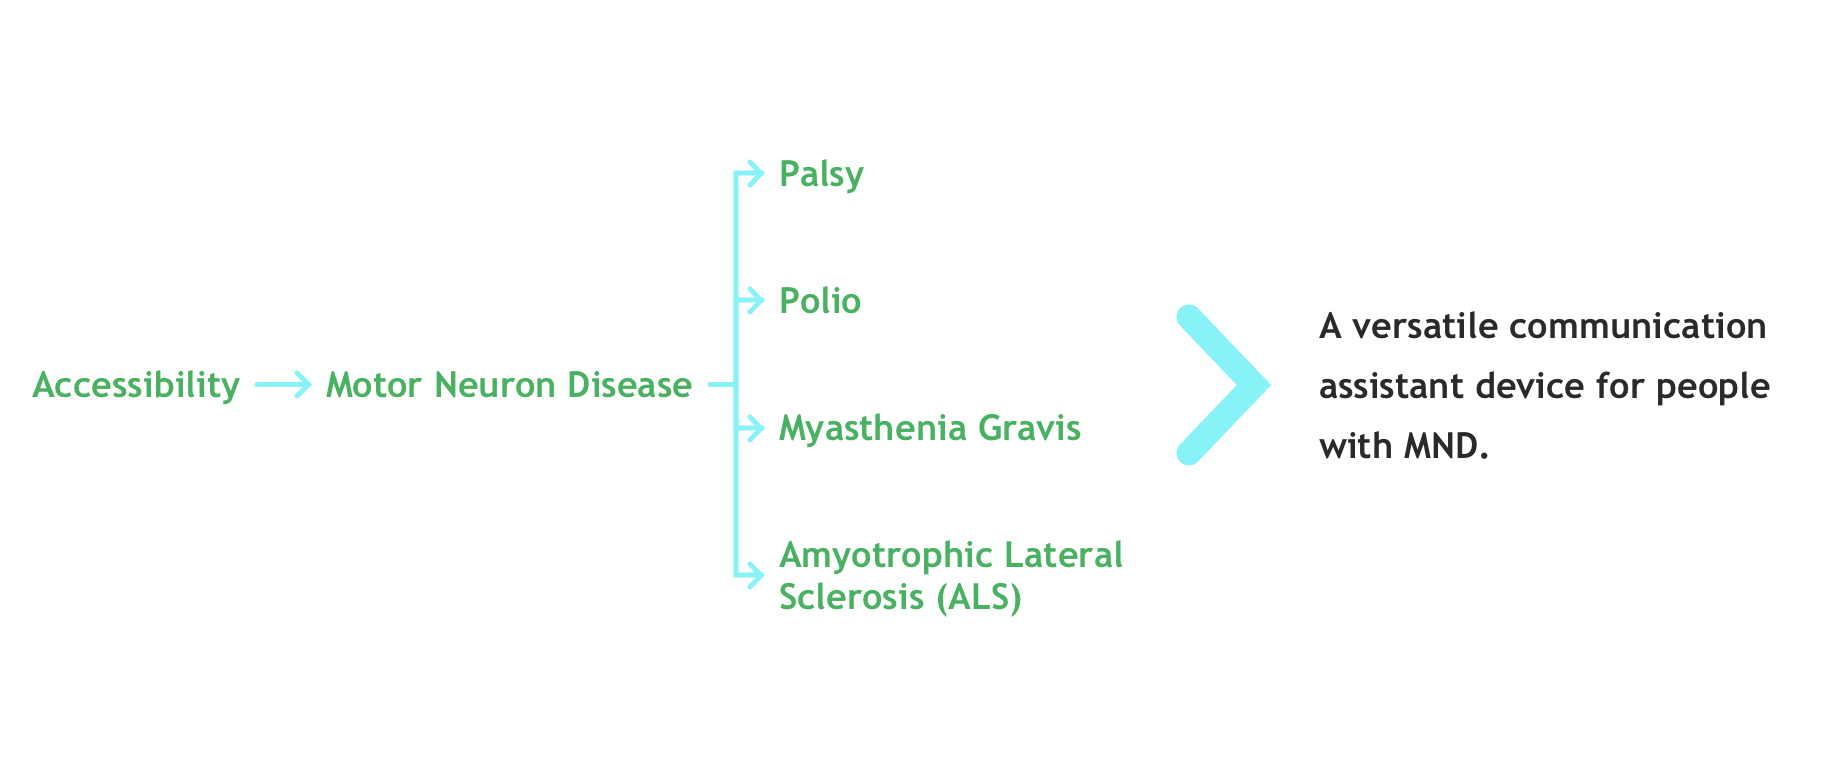 Accessibility
Motor Neuron Disease
Palsy
Polio
Myasthenia Gravis
Amyotrophic Lateral
Sclerosis (ALS)
A versatile communication
assistant device for people
with MND.